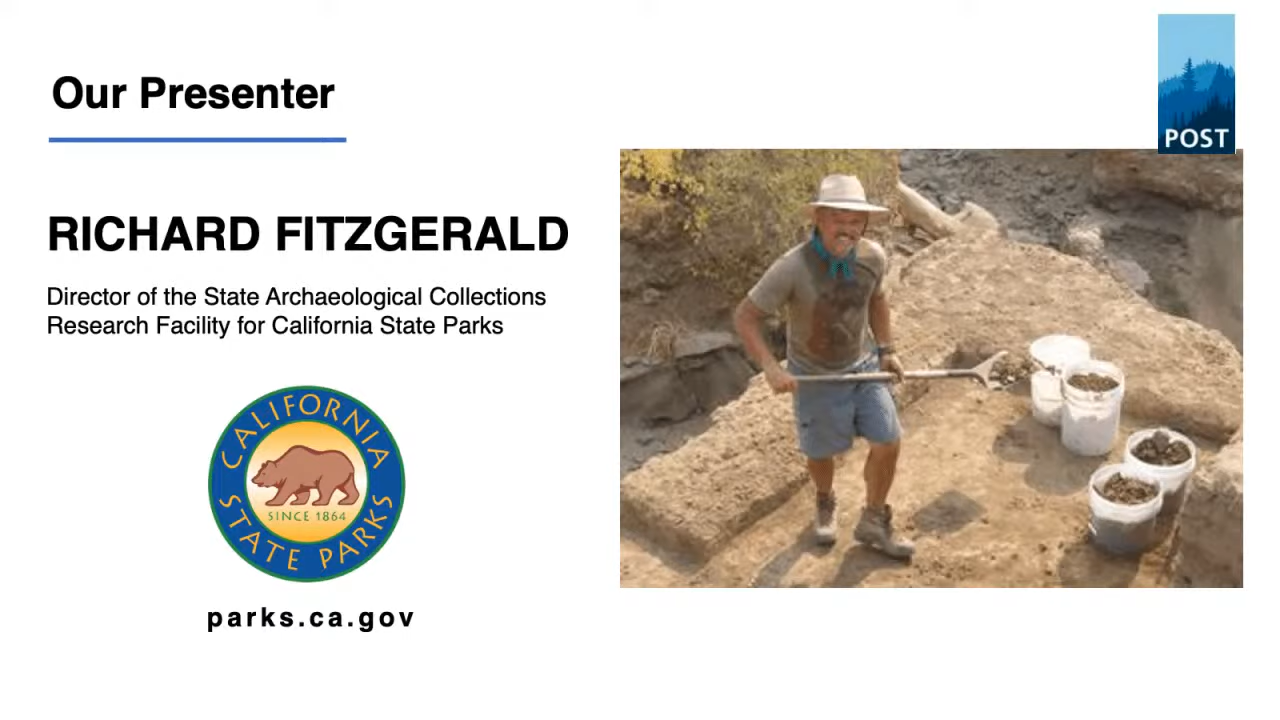 Our Presenter
POST
RICHARD FITZGERALD
Director of the State Archaeological Collections
Research Facility for California State Parks
CALIFORNIA
SINCE 1864
STATE PARKS
parks.ca.gov